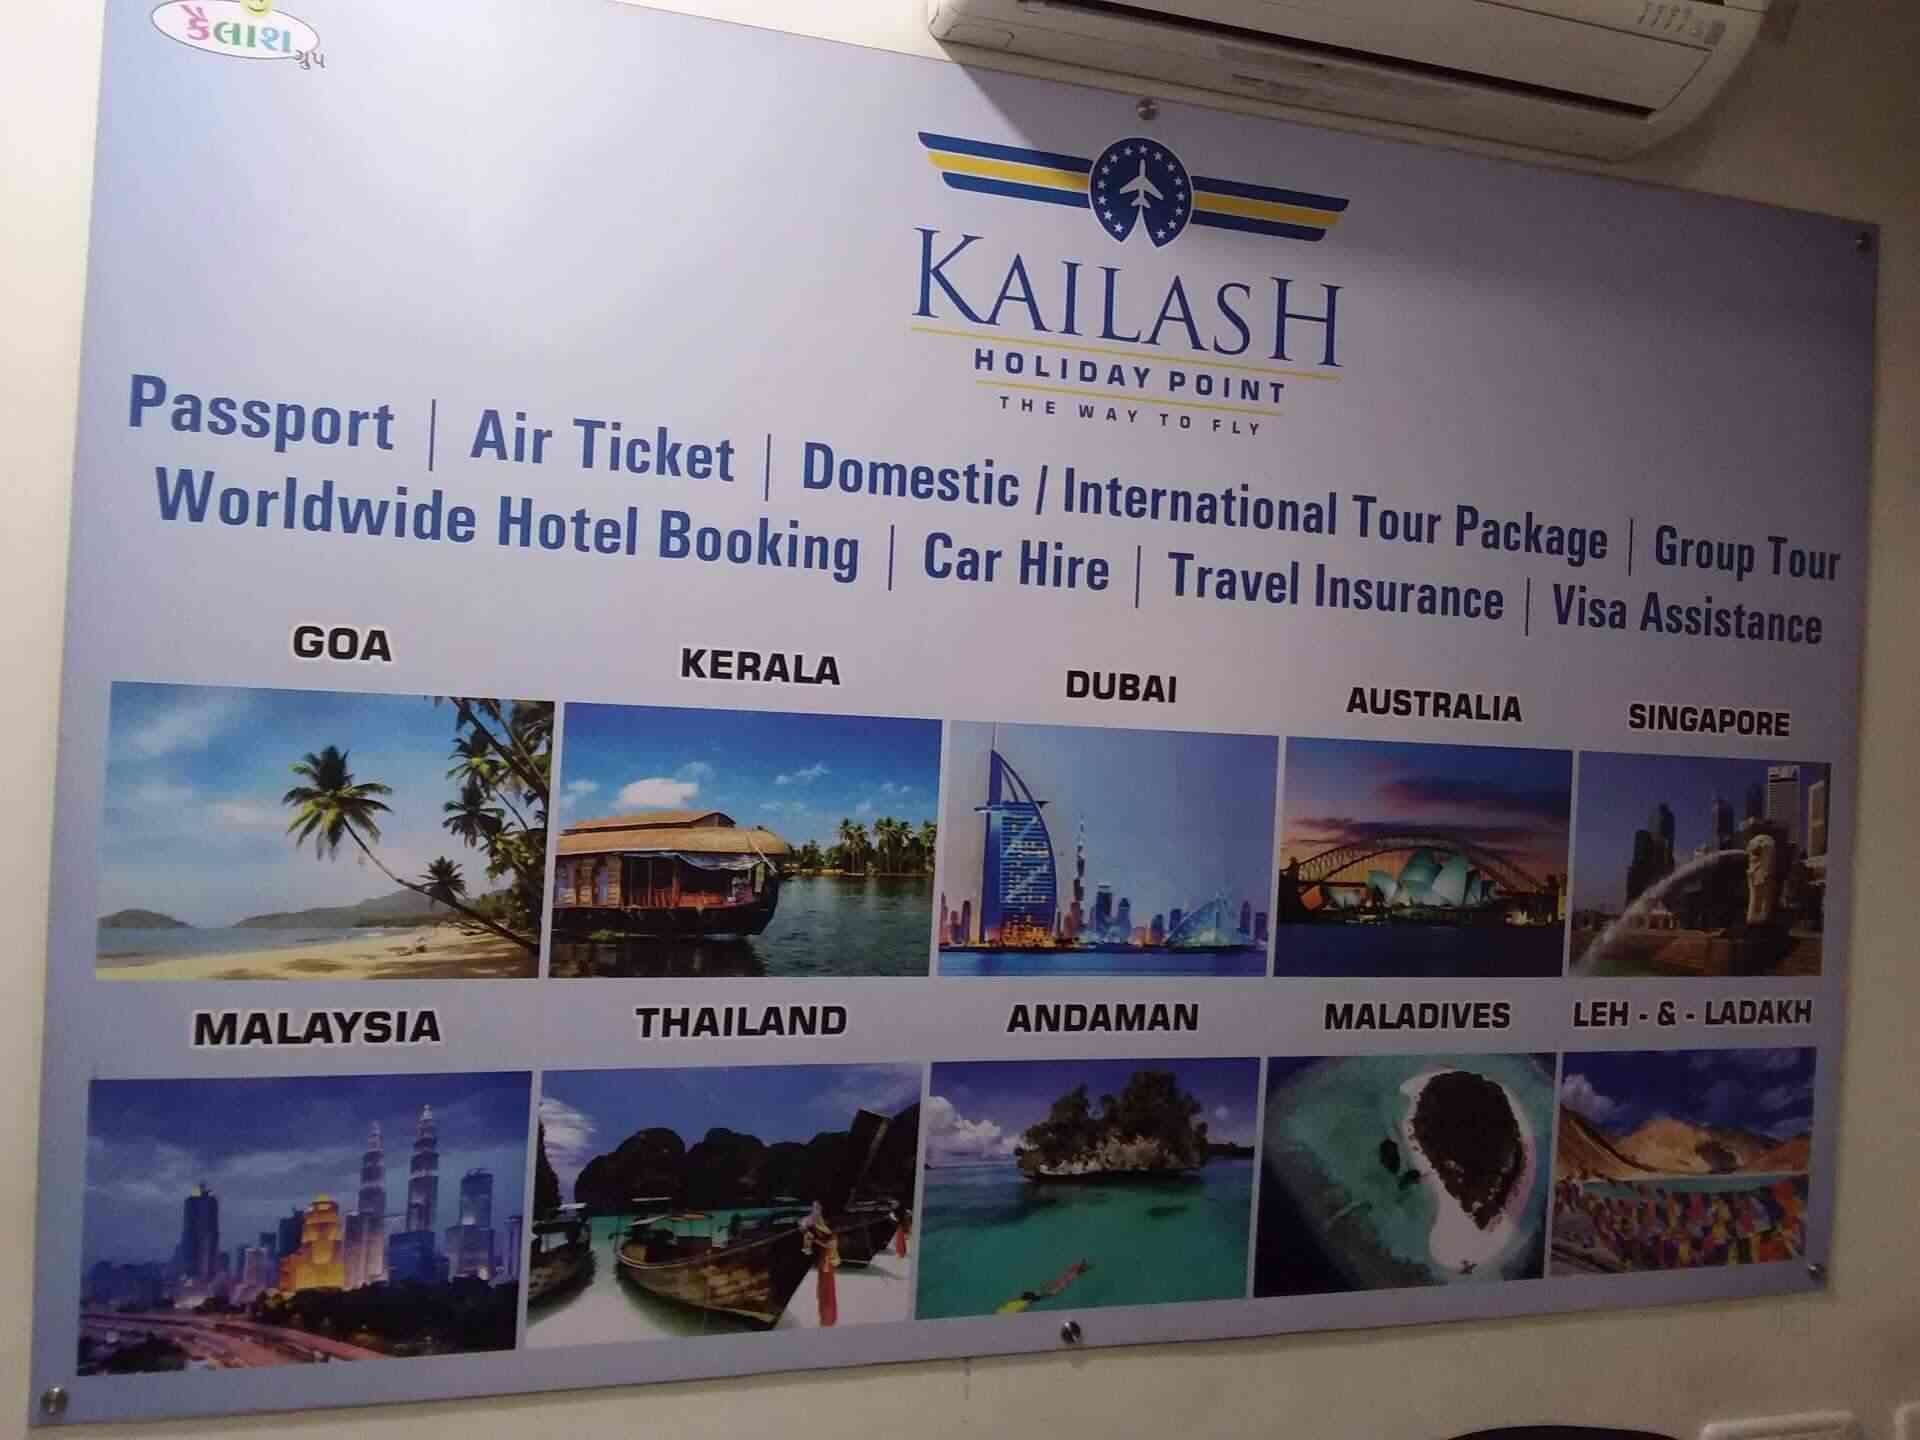 કૈલાશ
ગ્રુપ
KAILASH
HOLIDAY POINT
THE WAY TO FLY
Passport | Air Ticket | Domestic / International Tour Package | Group Tour
Worldwide Hotel Booking | Car Hire | Travel Insurance | Visa Assistance
GOA KERALA DUBAI AUSTRALIA SINGAPORE
MALAYSIA THAILAND ANDAMAN MALADIVES LEH - & - LADAKH